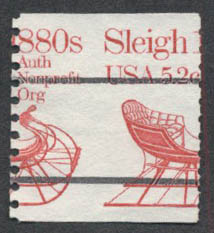 880s Sleigh
Auth
Nonprofit
Org
USA 5.2c